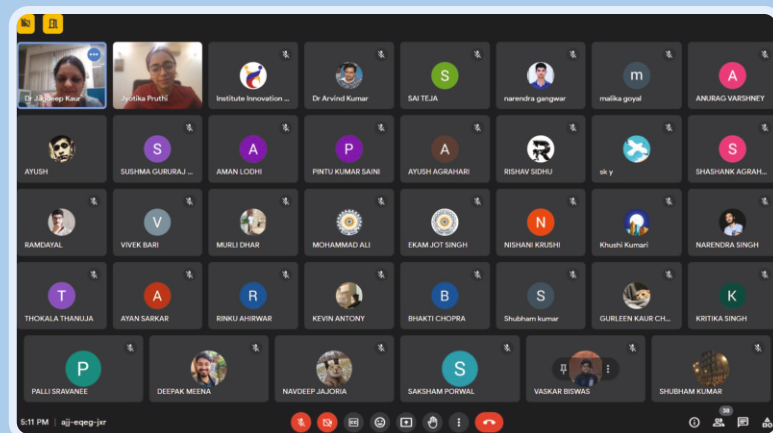 Dr Jagdeep Kaur
Jyotika Pruthi
Institute Innovation ...
Dr Arvind Kumar
S
SAI TEJA
narendra gangwar
m
malika goyal
A
ANURAG VARSHNEY
AYUSH
S
SUSHMA GURURAJ ...
A
AMAN LODHI
P
PINTU KUMAR SAINI
A
AYUSH AGRAHARI
RISHAV SIDHU
sk y
S
SHASHANK AGRAH...
RAMDAYAL
V
VIVEK BARI
MURLI DHAR
MOHAMMAD ALI
EKAM JOT SINGH
N
NISHANI KRUSHI
Khushi Kumari
NARENDRA SINGH
T
THOKALA THANUJA
A
AYAN SARKAR
R
RINKU AHIRWAR
KEVIN ANTONY
B
BHAKTI CHOPRA
S
Shubham kumar
GURLEEN KAUR CH...
K
KRITIKA SINGH
P
PALLI SRAVANEE
DEEPAK MEENA
NAVDEEP JAJORIA
S
SAKSHAM PORWAL
VASKAR BISWAS
SHUBHAM KUMAR
5:11 PM | ajj-eqeg-jxr
38